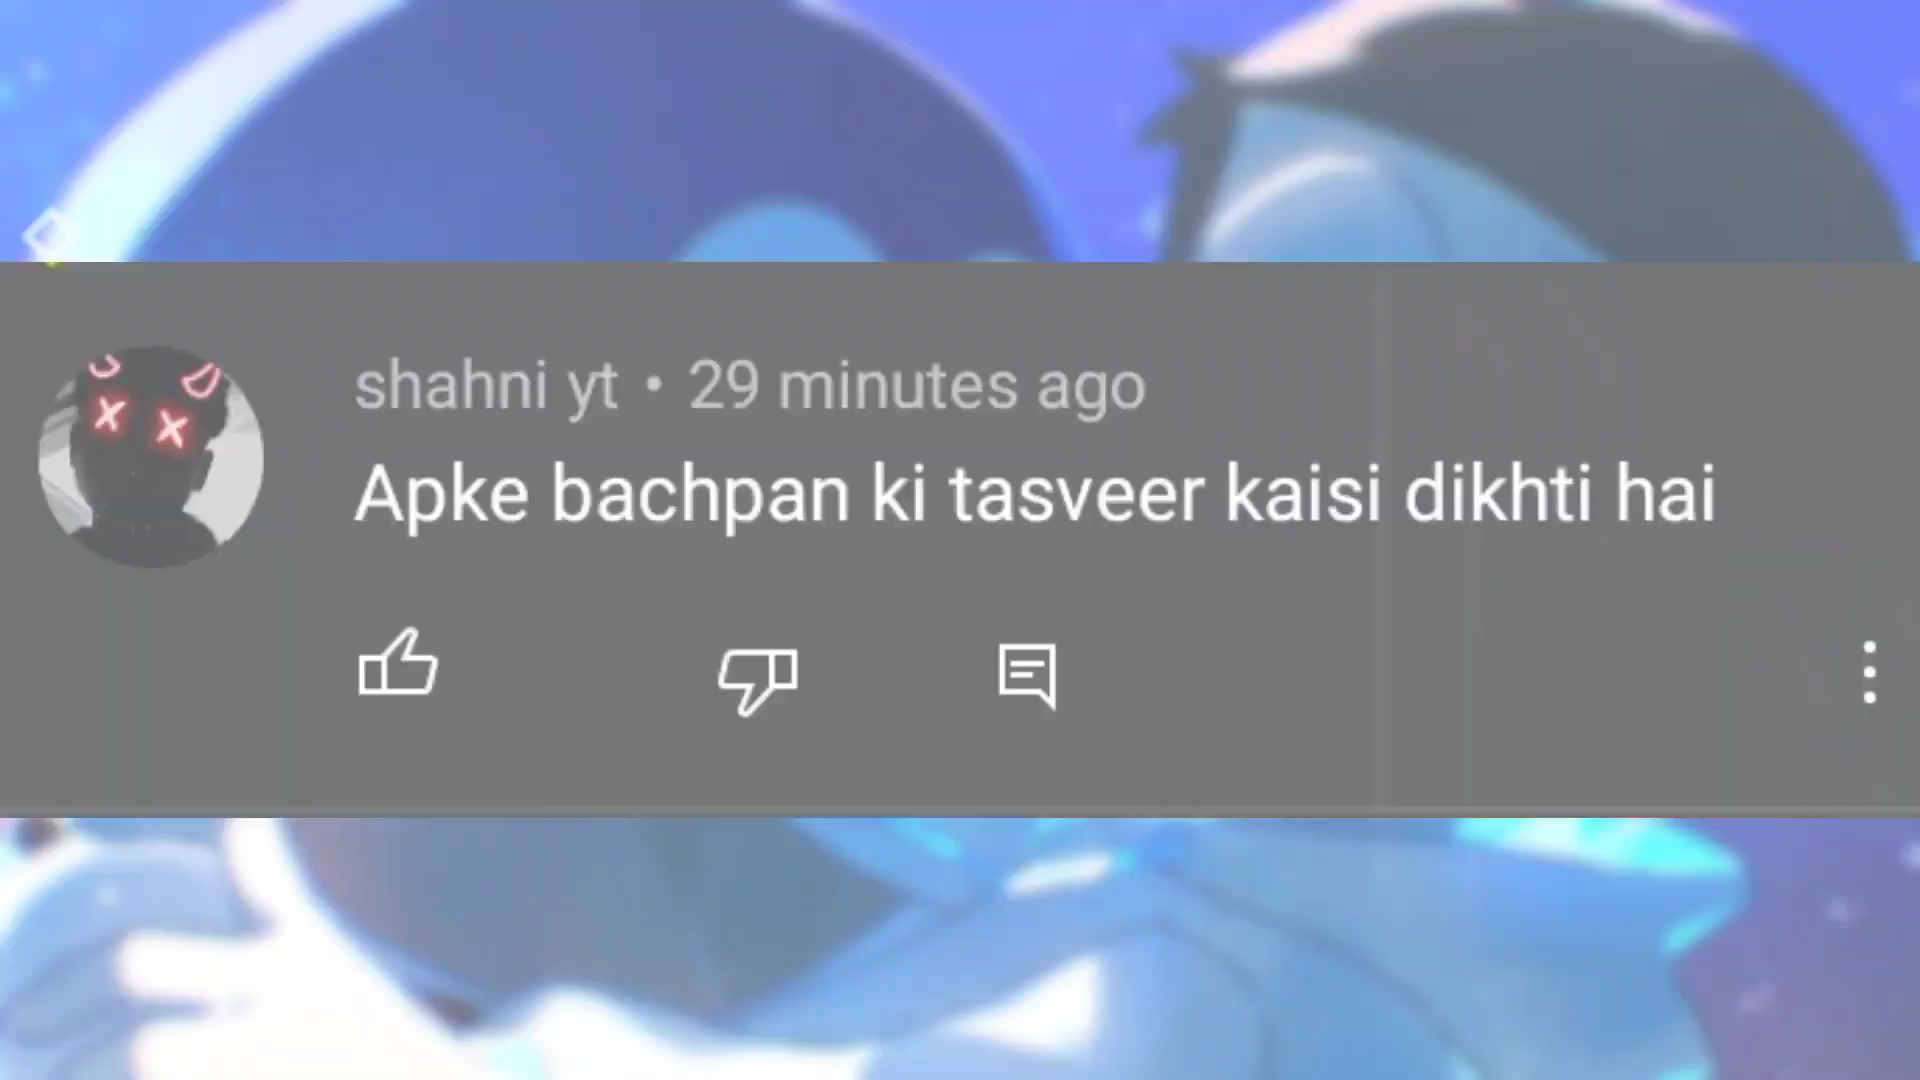 shahni yt • 29 minutes ago
Apke bachpan ki tasveer kaisi dikhti hai